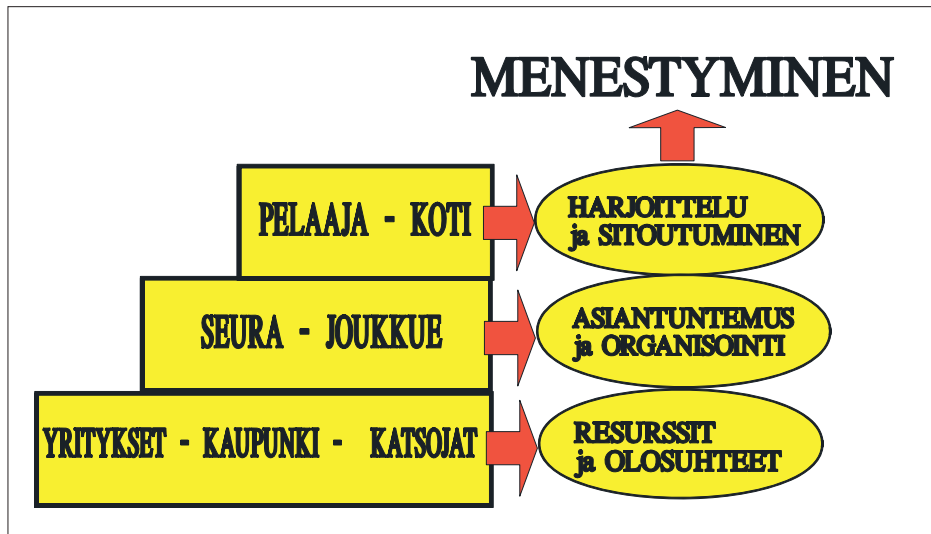 MENESTYMINEN
PELAAJA - KOTI
HARJOITTELU
ja SITOUTUMINEN
SEURA - JOUKKUE
ASIANTUNTEMUS
ja ORGANISOINTI
YRITYKSET - KAUPUNKI - KATSOJAT
RESURSSIT
ja OLOSUHTEET